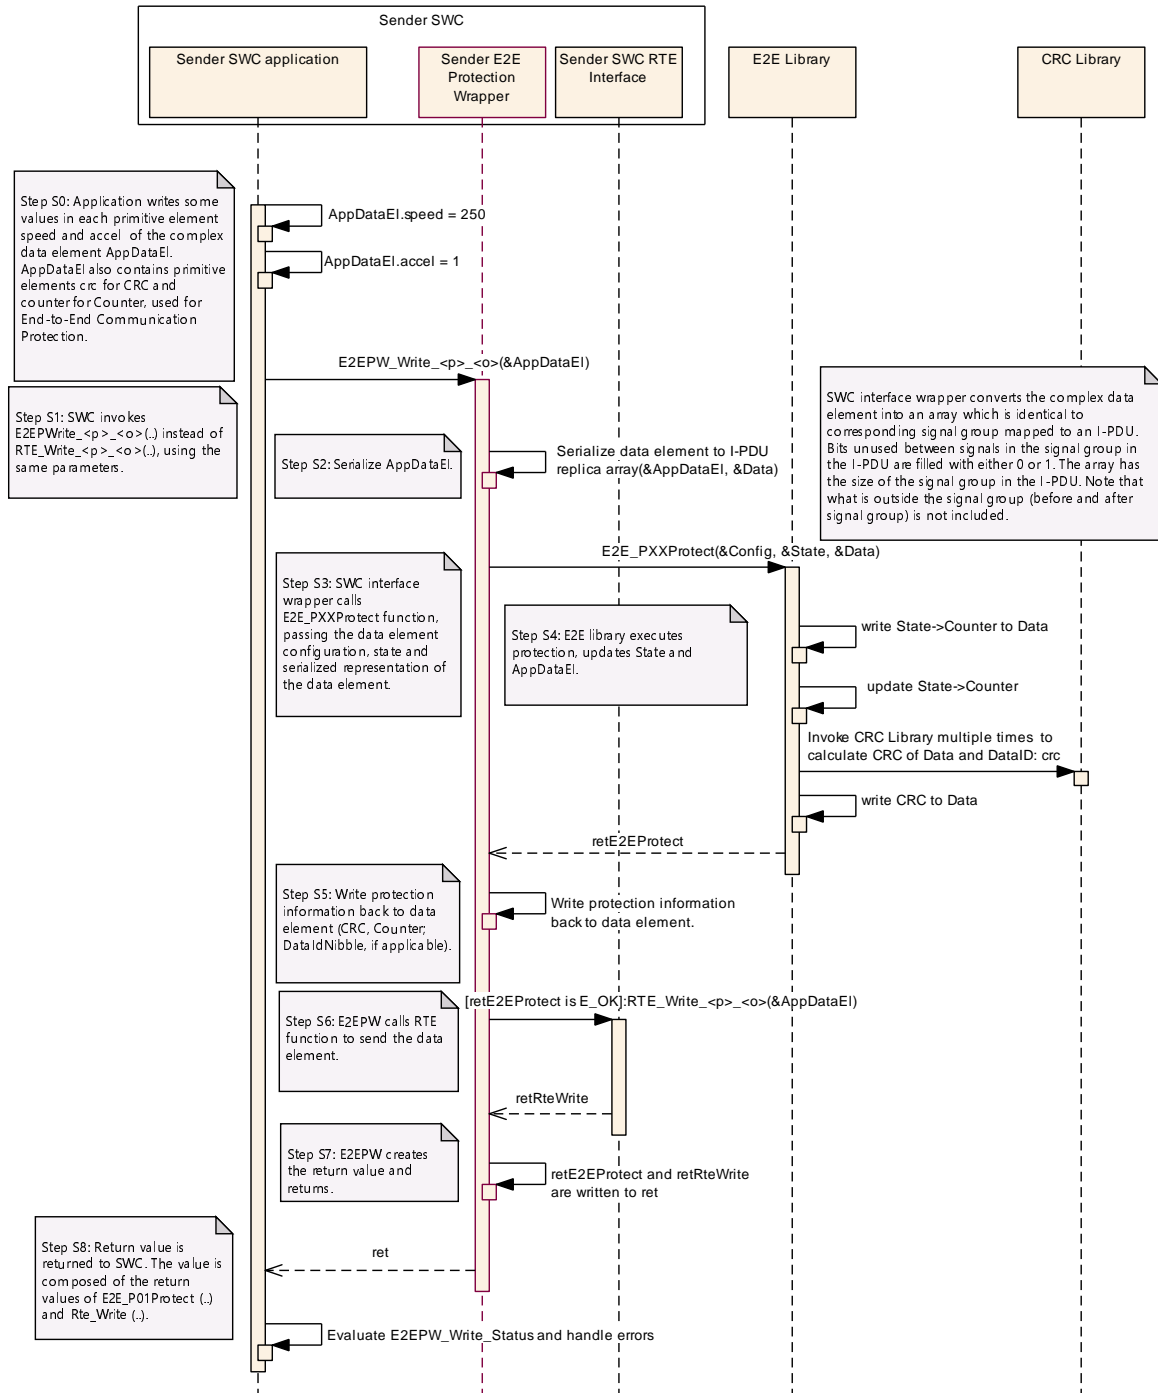 Sender SWC
Sender SWC application
Sender E2E
Protection
Wrapper
Sender SWC RTE
Interface
E2E Library
CRC Library
Step S0: Application writes some
values in each primitive element
speed and accel of the complex
data element AppDataEl.
AppDataEl also contains primitive
elements crc for CRC and
counter for Counter, used for
End-to-End Communication
Protection.
AppDataEl.speed = 250
AppDataEl.accel = 1
E2EPW_Write_<p>_<o>(&AppDataEl)
Step S1: SWC invokes
E2EPWrite_<p>_<o>(..) instead of
RTE_Write_<p>_<o>(..), using the
same parameters.
SWC interface wrapper converts the complex data
element into an array which is identical to
corresponding signal group mapped to an I-PDU.
Bits unused between signals in the signal group in
the I-PDU are filled with either 0 or 1. The array has
the size of the signal group in the I-PDU. Note that
what is outside the signal group (before and after
signal group) is not included.
Step S2: Serialize AppDataEl.
Serialize data element to I-PDU
replica array(&AppDataEl, &Data)
E2E_PXXProtect(&Config, &State, &Data)
Step S3: SWC interface
wrapper calls
E2E_PXXProtect function,
passing the data element
configuration, state and
serialized representation of
the data element.
Step S4: E2E library executes
protection, updates State and
AppDataEl.
write State->Counter to Data
update State->Counter
Invoke CRC Library multiple times to
calculate CRC of Data and DataID: crc
write CRC to Data
retE2EProtect
Step S5: Write protection
information back to data
element (CRC, Counter;
DataIdNibble, if applicable).
Write protection information
back to data element.
[retE2EProtect is E_OK]:RTE_Write_<p>_<o>(&AppDataEl)
Step S6: E2EPW calls RTE
function to send the data
element.
retRteWrite
Step S7: E2EPW creates
the return value and
returns.
retE2EProtect and retRteWrite
are written to ret
Step S8: Return value is
returned to SWC. The value is
composed of the return
values of E2E_P01Protect (..)
and Rte_Write (..).
ret
Evaluate E2EPW_Write_Status and handle errors